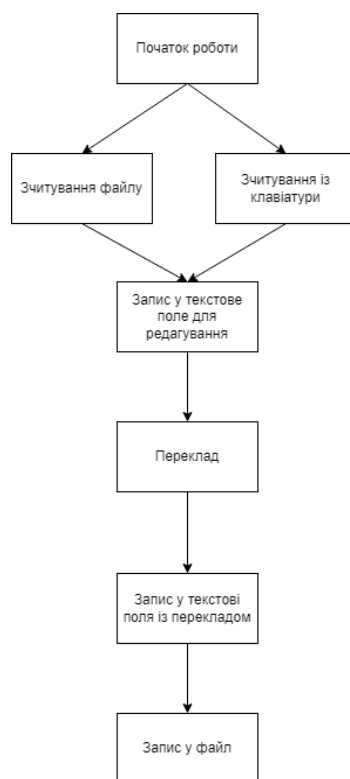 Початок роботи
Зчитування файлу
Зчитування із
клавіатури
Запис у текстове
поле для
редагування
Переклад
Запис у текстові
поля із перекладом
Запис у файл